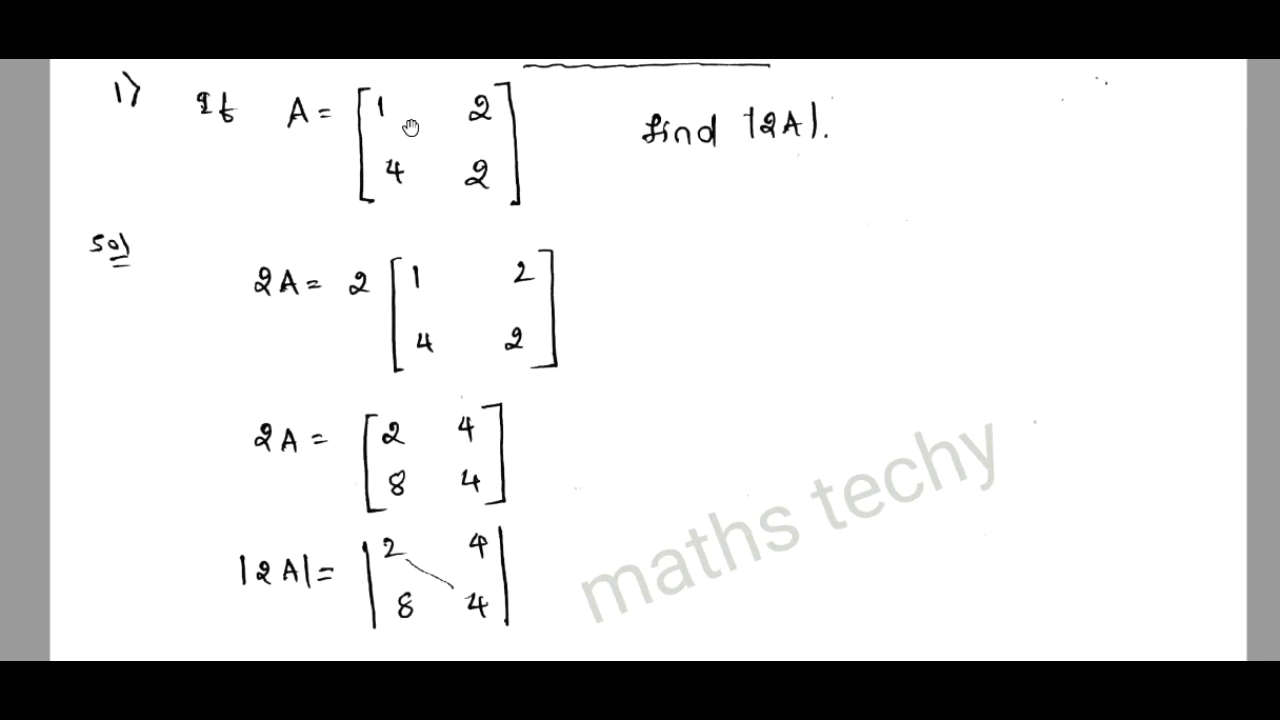 1) If A = [1 2 find |2A|.
4 2]
Sol 2A = 2 [1 2
4 2]
2A = [2 4
8 4]
|2A| = |2 4
8 4|
maths techy